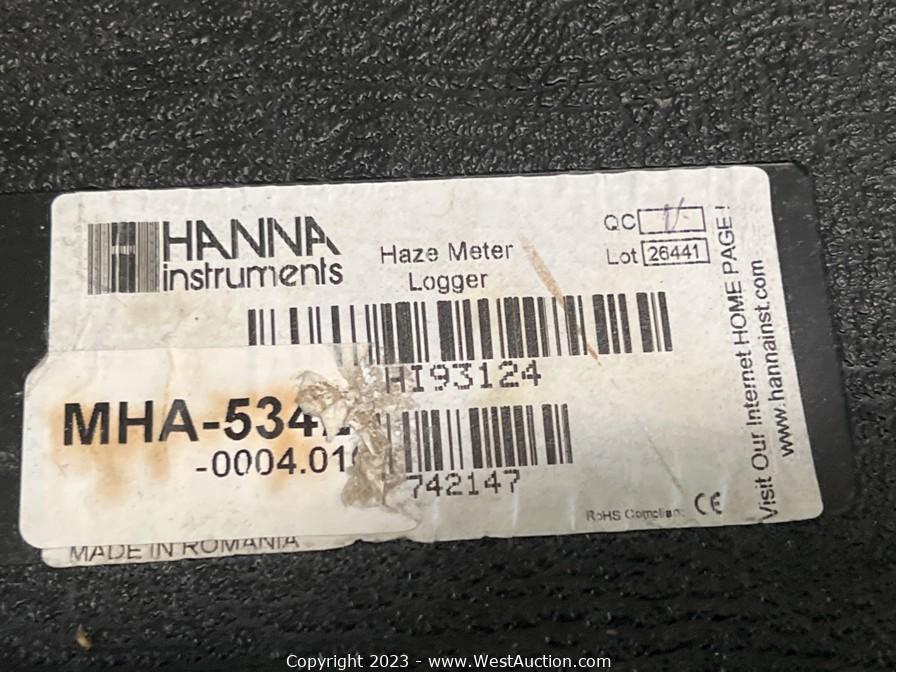 HANNA
instruments
Haze Meter
Logger
QC
Lot 26441
HI93124
MHA-534
-0004.01
742147
RoHS Compliant CE
MADE IN ROMANIA
Visit Our Internet HOME PAGE!
www.hannainst.com
Copyright 2023 - www.WestAuction.com